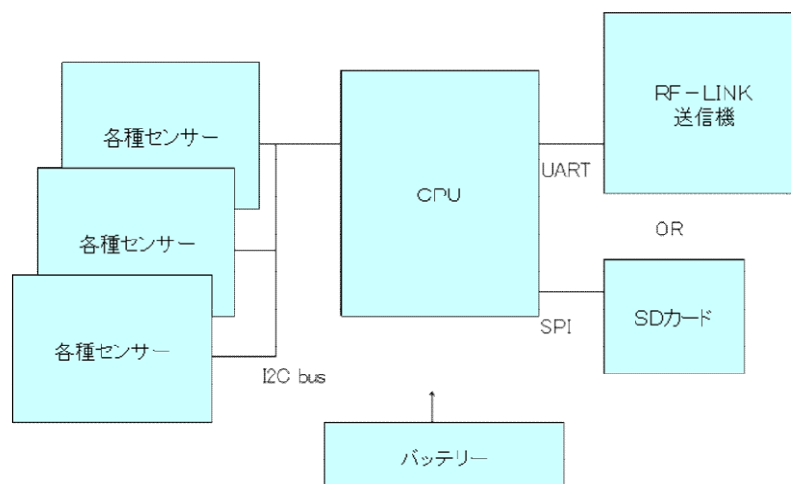 各種センサー
各種センサー
各種センサー
I2C bus
CPU
UART
RF－LINK
送信機
OR
SPI
SDカード
バッテリー